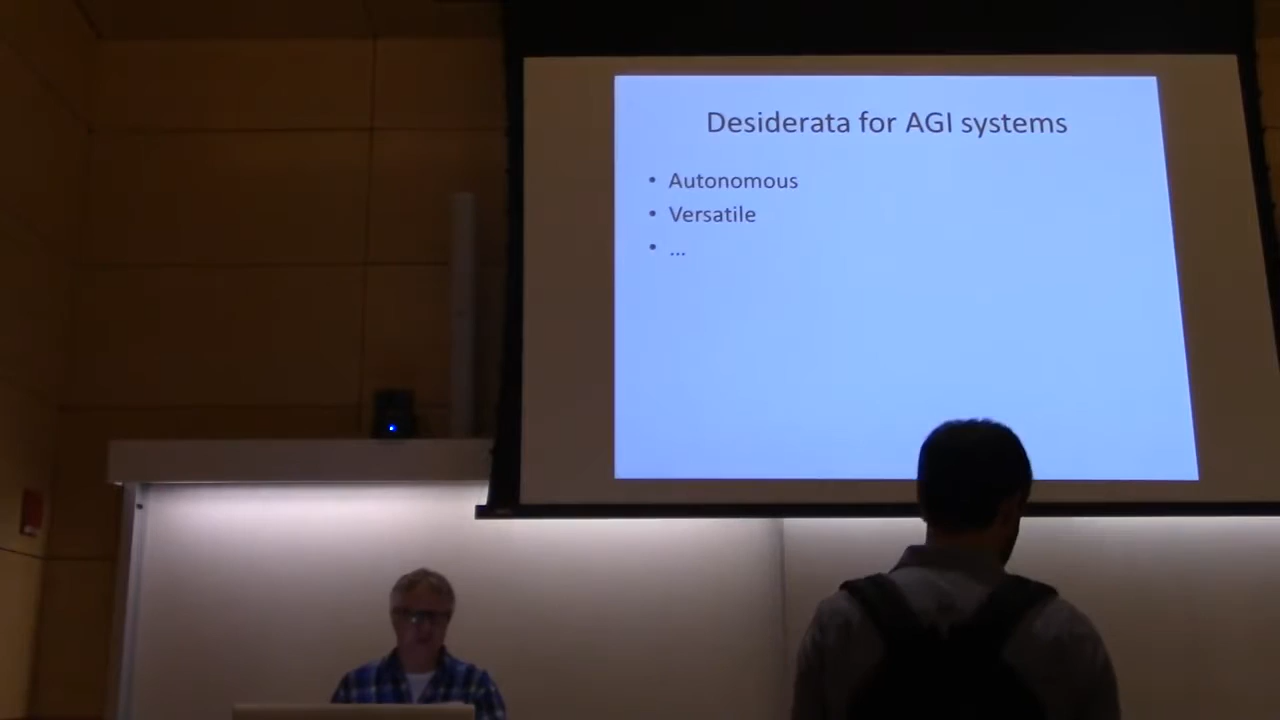 Desiderata for AGI systems
• Autonomous
• Versatile
• ...